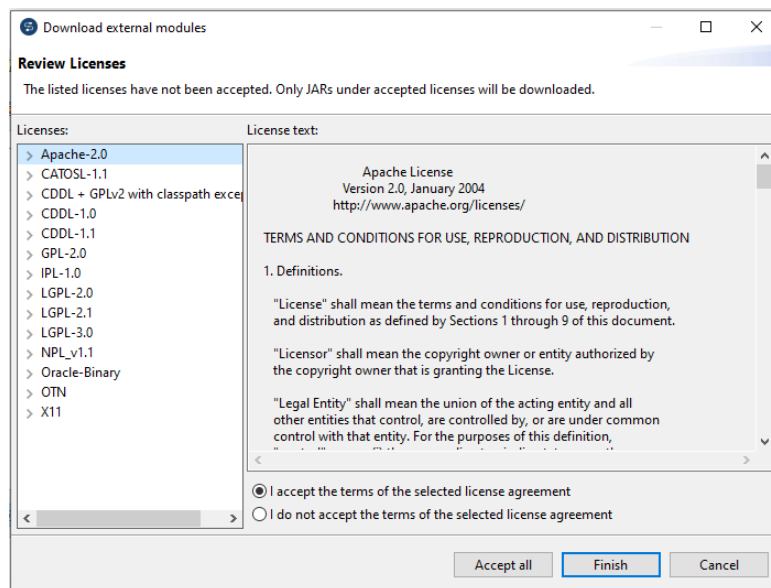 Download external modules
Review Licenses
The listed licenses have not been accepted. Only JARs under accepted licenses will be downloaded.
Licenses:
Apache-2.0
CATOSL-1.1
CDDL + GPLv2 with classpath excep
CDDL-1.0
CDDL-1.1
GPL-2.0
IPL-1.0
LGPL-2.0
LGPL-2.1
LGPL-3.0
NPL_v1.1
Oracle-Binary
OTN
X11
License text:
Apache License
Version 2.0, January 2004
http://www.apache.org/licenses/
TERMS AND CONDITIONS FOR USE, REPRODUCTION, AND DISTRIBUTION
1. Definitions.
"License" shall mean the terms and conditions for use, reproduction,
and distribution as defined by Sections 1 through 9 of this document.
"Licensor" shall mean the copyright owner or entity authorized by
the copyright owner that is granting the License.
"Legal Entity" shall mean the union of the acting entity and all
other entities that control, are controlled by, or are under common
control with that entity. For the purposes of this definition,
I accept the terms of the selected license agreement
I do not accept the terms of the selected license agreement
Accept all
Finish
Cancel